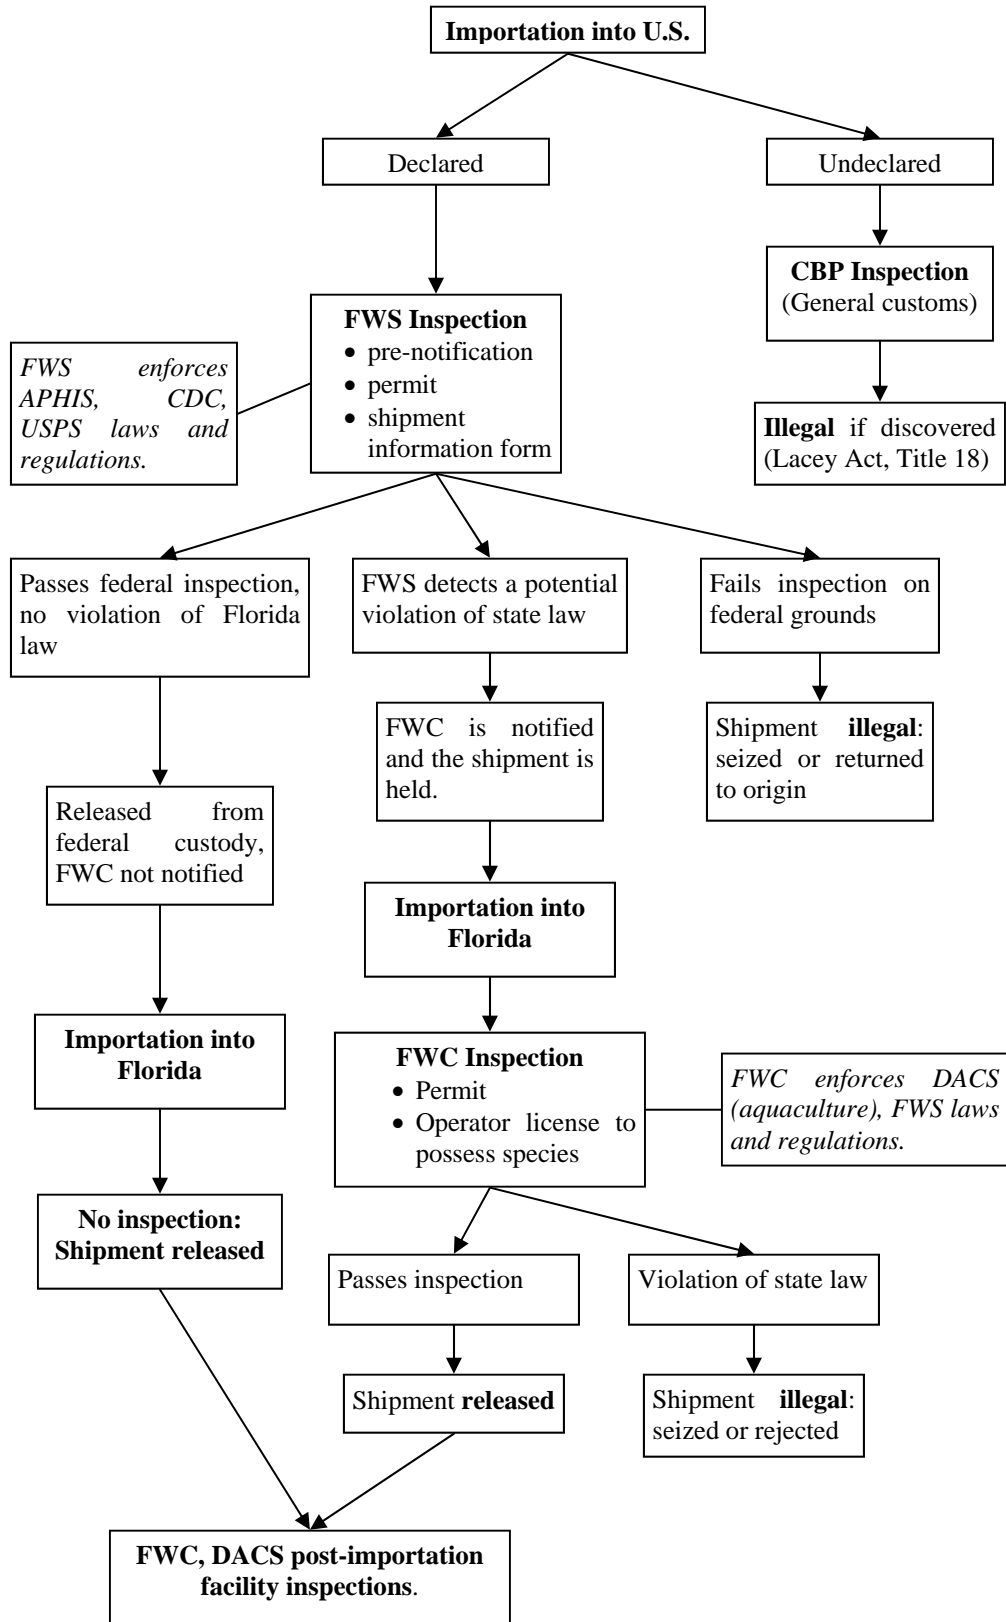 Importation into U.S.
Declared
Undeclared
CBP Inspection
(General customs)
FWS Inspection
• pre-notification
• permit
• shipment
information form
FWS enforces
APHIS, CDC,
USPS laws and
regulations.
Illegal if discovered
(Lacey Act, Title 18)
Passes federal inspection,
no violation of Florida
law
FWS detects a potential
violation of state law
Fails inspection on
federal grounds
FWC is notified
and the shipment is
held.
Shipment illegal:
seized or returned
to origin
Released from
federal custody,
FWC not notified
Importation into
Florida
Importation into
Florida
FWC Inspection
• Permit
• Operator license to
possess species
FWC enforces DACS
(aquaculture), FWS laws
and regulations.
No inspection:
Shipment released
Passes inspection
Violation of state law
Shipment released
Shipment illegal:
seized or rejected
FWC, DACS post-importation
facility inspections.